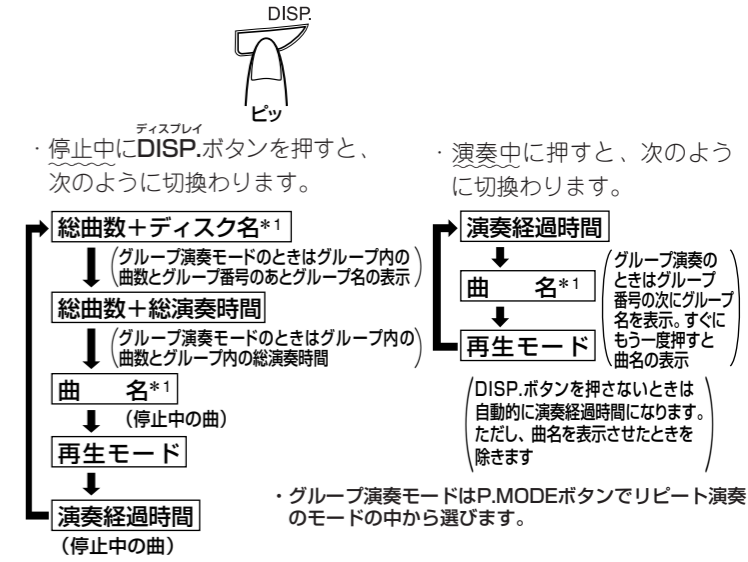 DISP.
ピッ
ディスプレイ
・停止中にDISP.ボタンを押すと、
次のように切換わります。
総曲数＋ディスク名*1
(グループ演奏モードのときはグループ内の
曲数とグループ番号のあとグループ名の表示)
総曲数＋総演奏時間
(グループ演奏モードのときはグループ内の
曲数とグループ内の総演奏時間)
曲　名*1
(停止中の曲)
再生モード
演奏経過時間
(停止中の曲)
・演奏中に押すと、次のよう
に切換わります。
演奏経過時間
曲　名*1
再生モード
(グループ演奏の
ときはグループ
番号の次にグループ
名を表示。すぐに
もう一度押すと
曲名の表示)
(DISP.ボタンを押さないときは
自動的に演奏経過時間になります。
ただし、曲名を表示させたときを
除きます)
・グループ演奏モードはP.MODEボタンでリピート演奏
のモードの中から選びます。